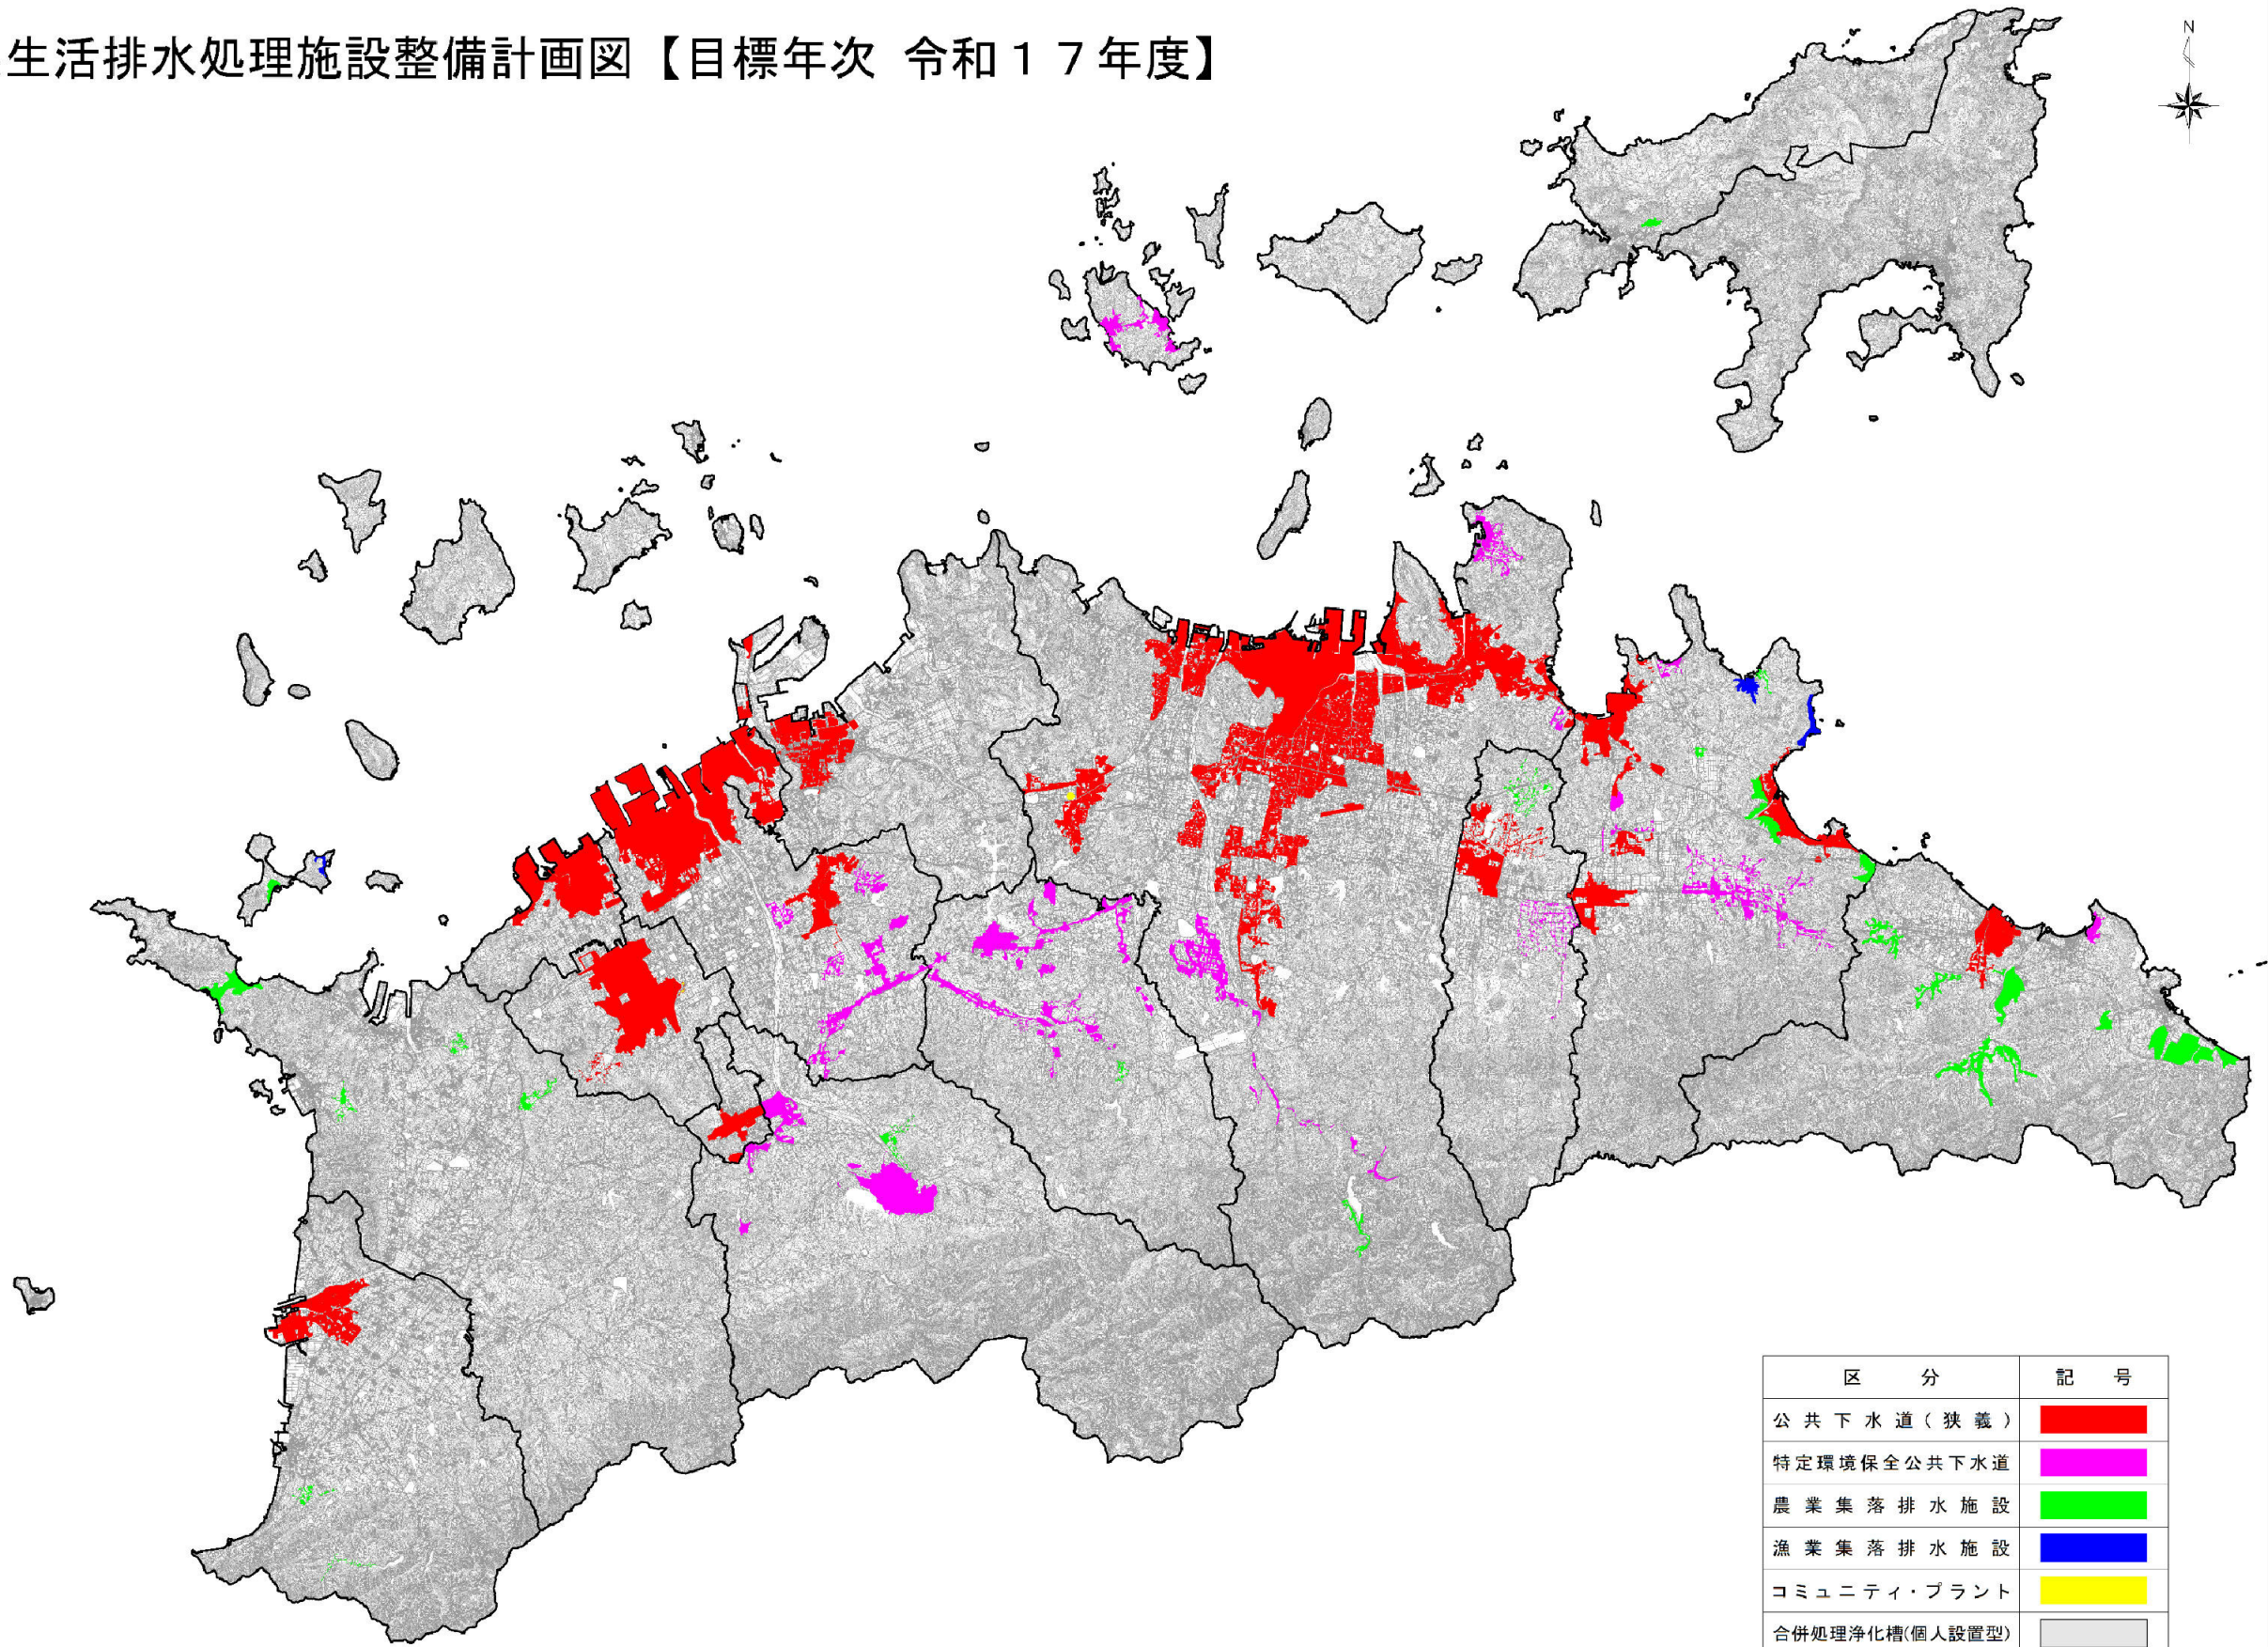 生活排水処理施設整備計画図【目標年次 令和１７年度】
N
区 分 記 号
公共下水道(狭義)
特定環境保全公共下水道
農業集落排水施設
漁業集落排水施設
コミュニティ・プラント
合併処理浄化槽(個人設置型)